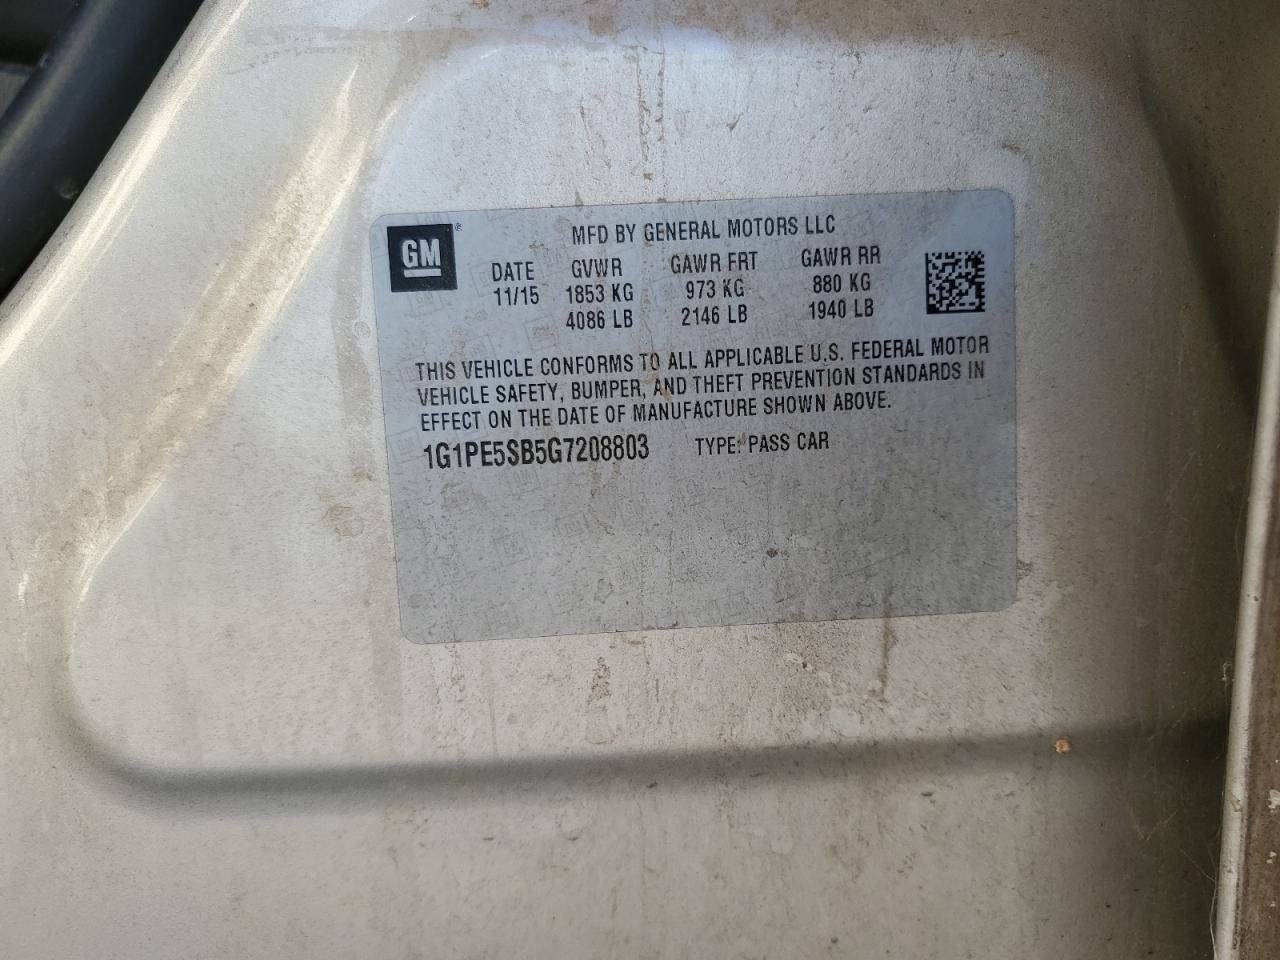 GM ®
MFD BY GENERAL MOTORS LLC
DATE GVWR GAWR FRT GAWR RR
11/15 1853 KG 973 KG 880 KG
4086 LB 2146 LB 1940 LB
THIS VEHICLE CONFORMS TO ALL APPLICABLE U.S. FEDERAL MOTOR
VEHICLE SAFETY, BUMPER, AND THEFT PREVENTION STANDARDS IN
EFFECT ON THE DATE OF MANUFACTURE SHOWN ABOVE.
1G1PE5SB5G7208803 TYPE: PASS CAR